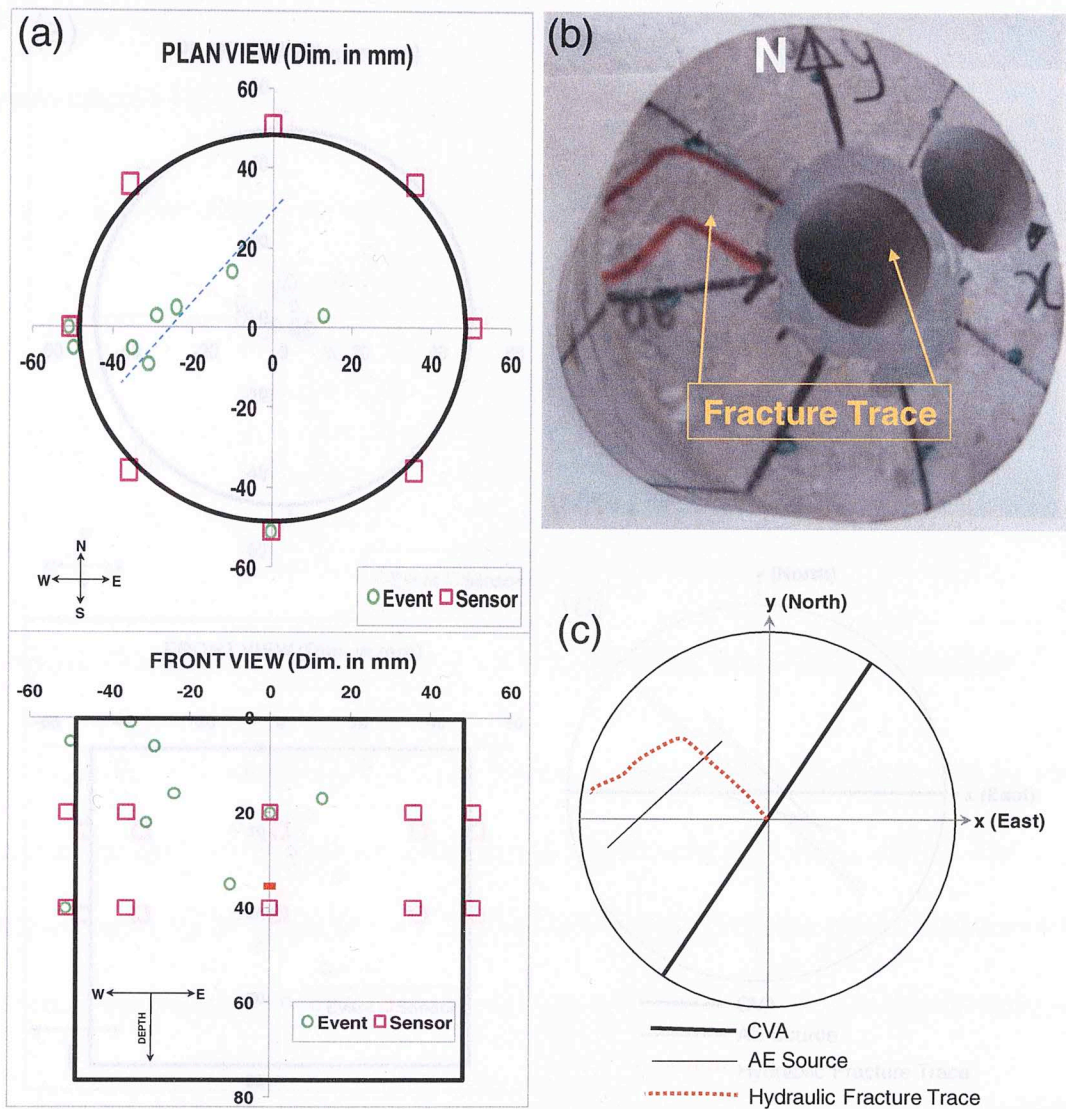 (a)
PLAN VIEW (Dim. in mm)
60
40
20
0
-60 -40 -20 0 20 40 60
-20
-40
-60
N
W E
S
Event Sensor
FRONT VIEW (Dim. in mm)
-60 -40 -20 0 20 40 60
0
20
40
60
80
W E
DEPTH
Event Sensor
(b)
N y
x
Fracture Trace
(c)
y (North)
x (East)
CVA
AE Source
Hydraulic Fracture Trace